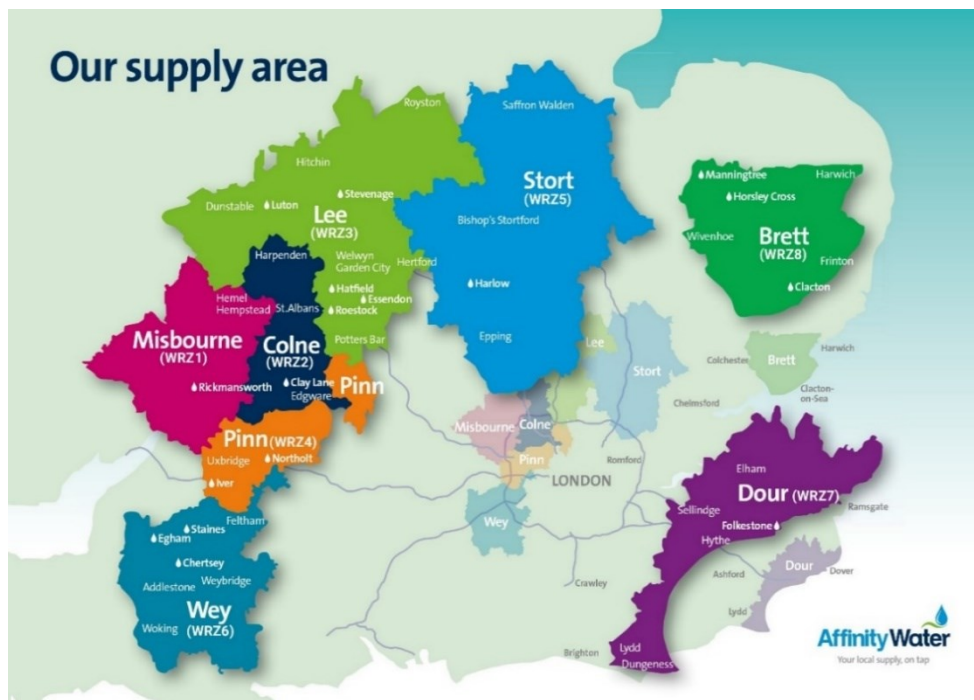 Our supply area
Royston
Saffron Walden
Hitchin
Stevenage
Dunstable
Luton
Lee
(WRZ3)
Stort
(WRZ5)
Bishop's Stortford
Manningtree
Harwich
Horsley Cross
Wivenhoe
Brett
(WRZ8)
Frinton
Clacton
Harpenden
Welwyn
Garden City
Hertford
Hatfield
Essendon
Roestock
Harlow
Hemel
Hempstead
St.Albans
Potters Bar
Epping
Misbourne
(WRZ1)
Colne
(WRZ2)
Rickmansworth
Clay Lane
Edgware
Pinn
Lee
Stort
Colchester
Brett
Harwich
Clacton-
on-Sea
Chelmsford
Misbourne
Colne
Pinn
Romford
LONDON
Pinn (WRZ4)
Uxbridge
Northolt
Iver
Feltham
Staines
Egham
Chertsey
Addlestone
Weybridge
Wey
(WRZ6)
Woking
Wey
Crawley
Brighton
Elham
Dour (WRZ7)
Sellindge
Folkestone
Ramsgate
Hythe
Ashford
Dour
Dover
Lydd
Lydd
Dungeness
AffinityWater
Your local supply, on tap